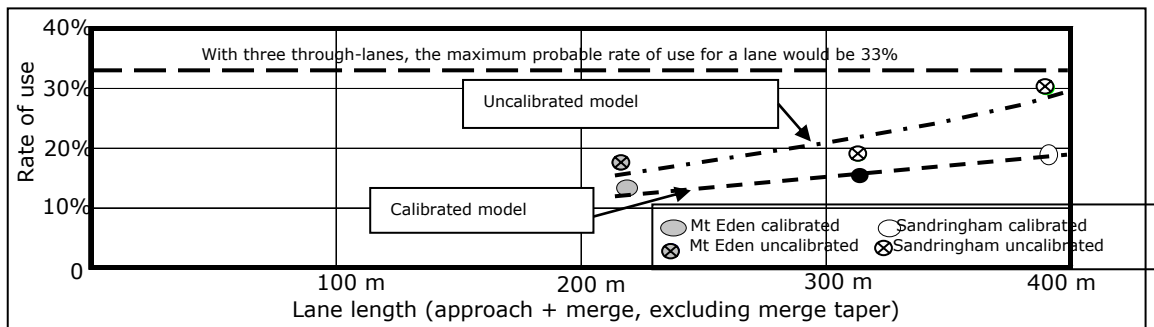 40%
With three through-lanes, the maximum probable rate of use for a lane would be 33%
30%
Uncalibrated model
Rate of use
20%
10%
Calibrated model
Mt Eden calibrated
Sandringham calibrated
Mt Eden uncalibrated
Sandringham uncalibrated
0
100 m
200 m
300 m
400 m
Lane length (approach + merge, excluding merge taper)